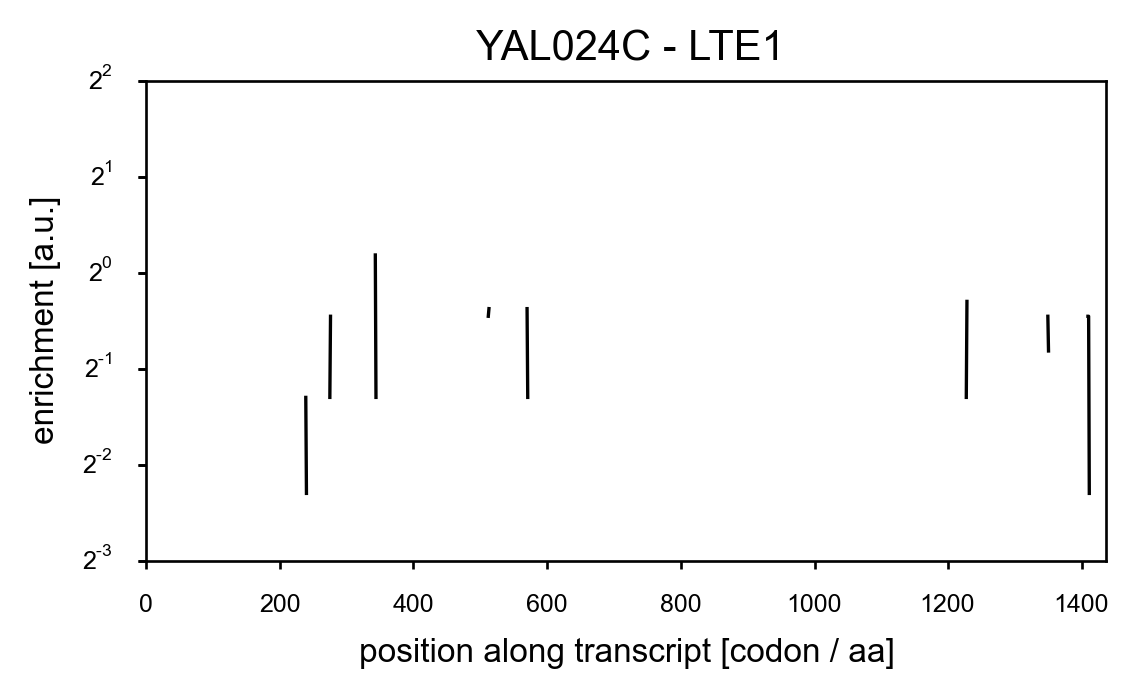 YAL024C - LTE1
2^2
2^1
2^0
2^-1
2^-2
2^-3
enrichment [a.u.]
0 200 400 600 800 1000 1200 1400
position along transcript [codon / aa]